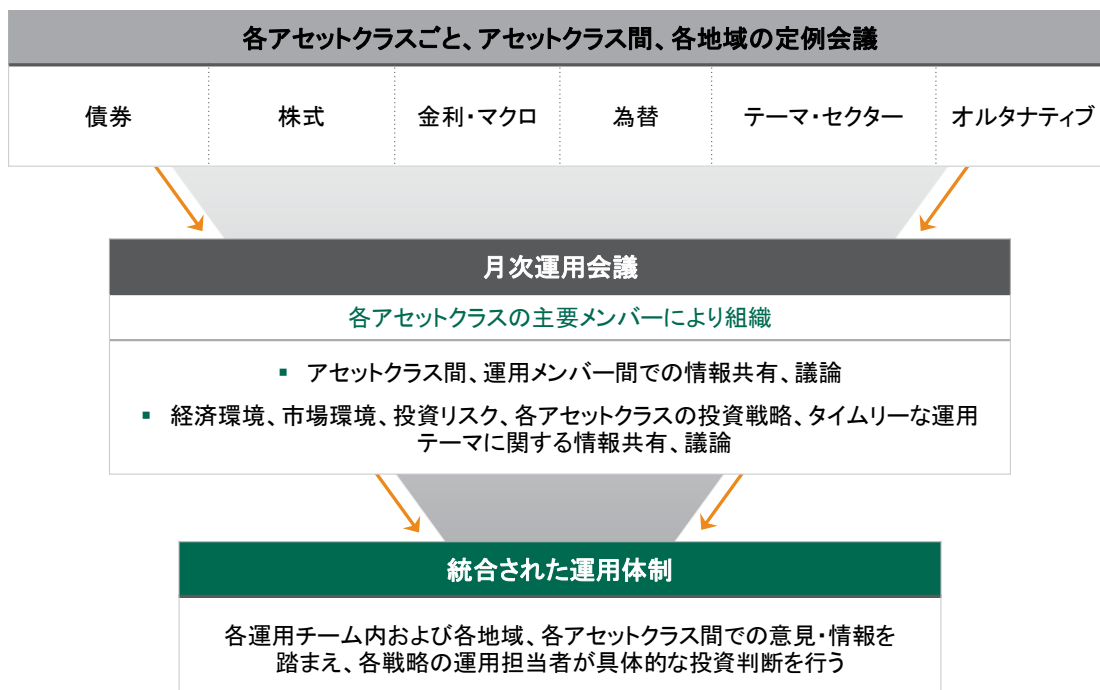 各アセットクラスごと、アセットクラス間、各地域の定例会議
債券 株式 金利・マクロ 為替 テーマ・セクター オルタナティブ
月次運用会議
各アセットクラスの主要メンバーにより組織
▪ アセットクラス間、運用メンバー間での情報共有、議論
▪ 経済環境、市場環境、投資リスク、各アセットクラスの投資戦略、タイムリーな運用
テーマに関する情報共有、議論
統合された運用体制
各運用チーム内および各地域、各アセットクラス間での意見・情報を
踏まえ、各戦略の運用担当者が具体的な投資判断を行う